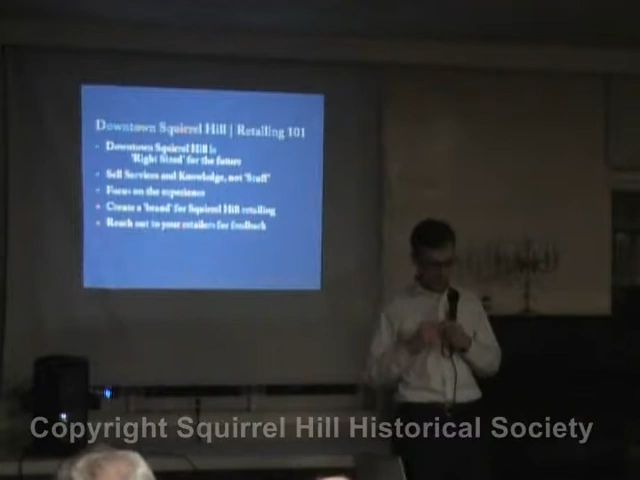 Downtown Squirrel Hill | Retailing 101
Downtown Squirrel Hill is
'Right Sized' for the future
Sell Services and Knowledge, not 'Stuff'
Focus on the experience
Create a 'brand' for Squirrel Hill retailing
Reach out to your retailers for feedback
Copyright Squirrel Hill Historical Society